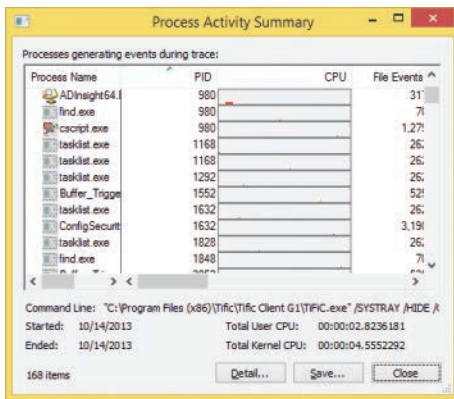 Process Activity Summary
Processes generating events during trace:
Process Name PID CPU File Events
ADInsight64.E 980
find.exe 980
cscript.exe 980 1,27
tasklist.exe 1168 26
tasklist.exe 1168 26
tasklist.exe 1292 26
Buffer_Trigge 1552 52
tasklist.exe 1632 26
ConfigSecurit 1632 3,19
tasklist.exe 1828 26
find.exe 1848
Command Line: "C:\Program Files (x86)\Tific\Tific Client G1\TiFiC.exe" /SYSTRAY /HIDE
Started: 10/14/2013 Total User CPU: 00:00:02.8236181
Ended: 10/14/2013 Total Kernel CPU: 00:00:04.5552292
168 items Detail... Save... Close